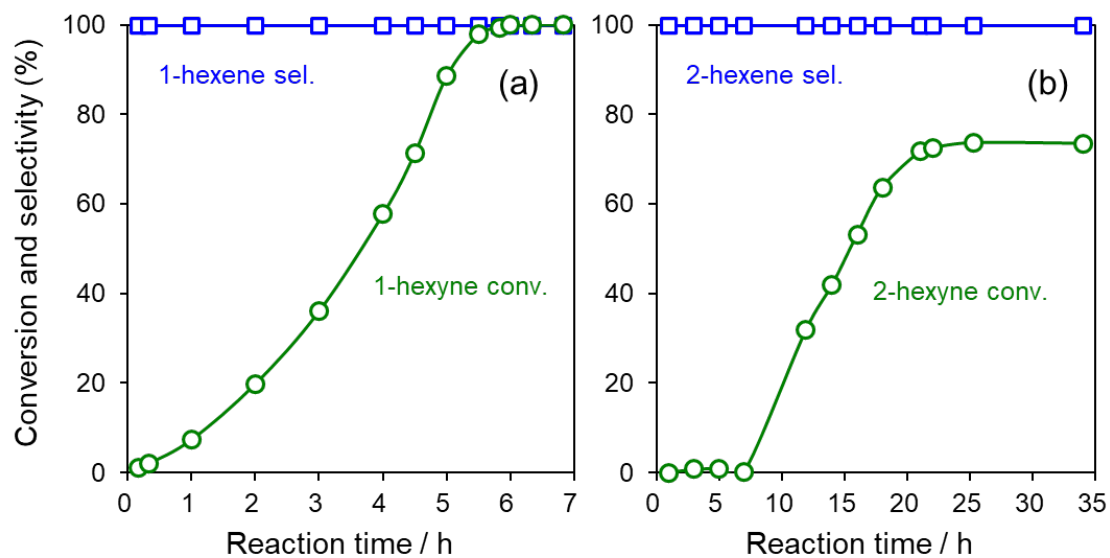 Conversion and selectivity (%)
100
80
60
40
20
0
1-hexene sel.
(a)
1-hexyne conv.
0 1 2 3 4 5 6 7
Reaction time / h
100
80
60
40
20
0
2-hexene sel.
(b)
2-hexyne conv.
0 5 10 15 20 25 30 35
Reaction time / h